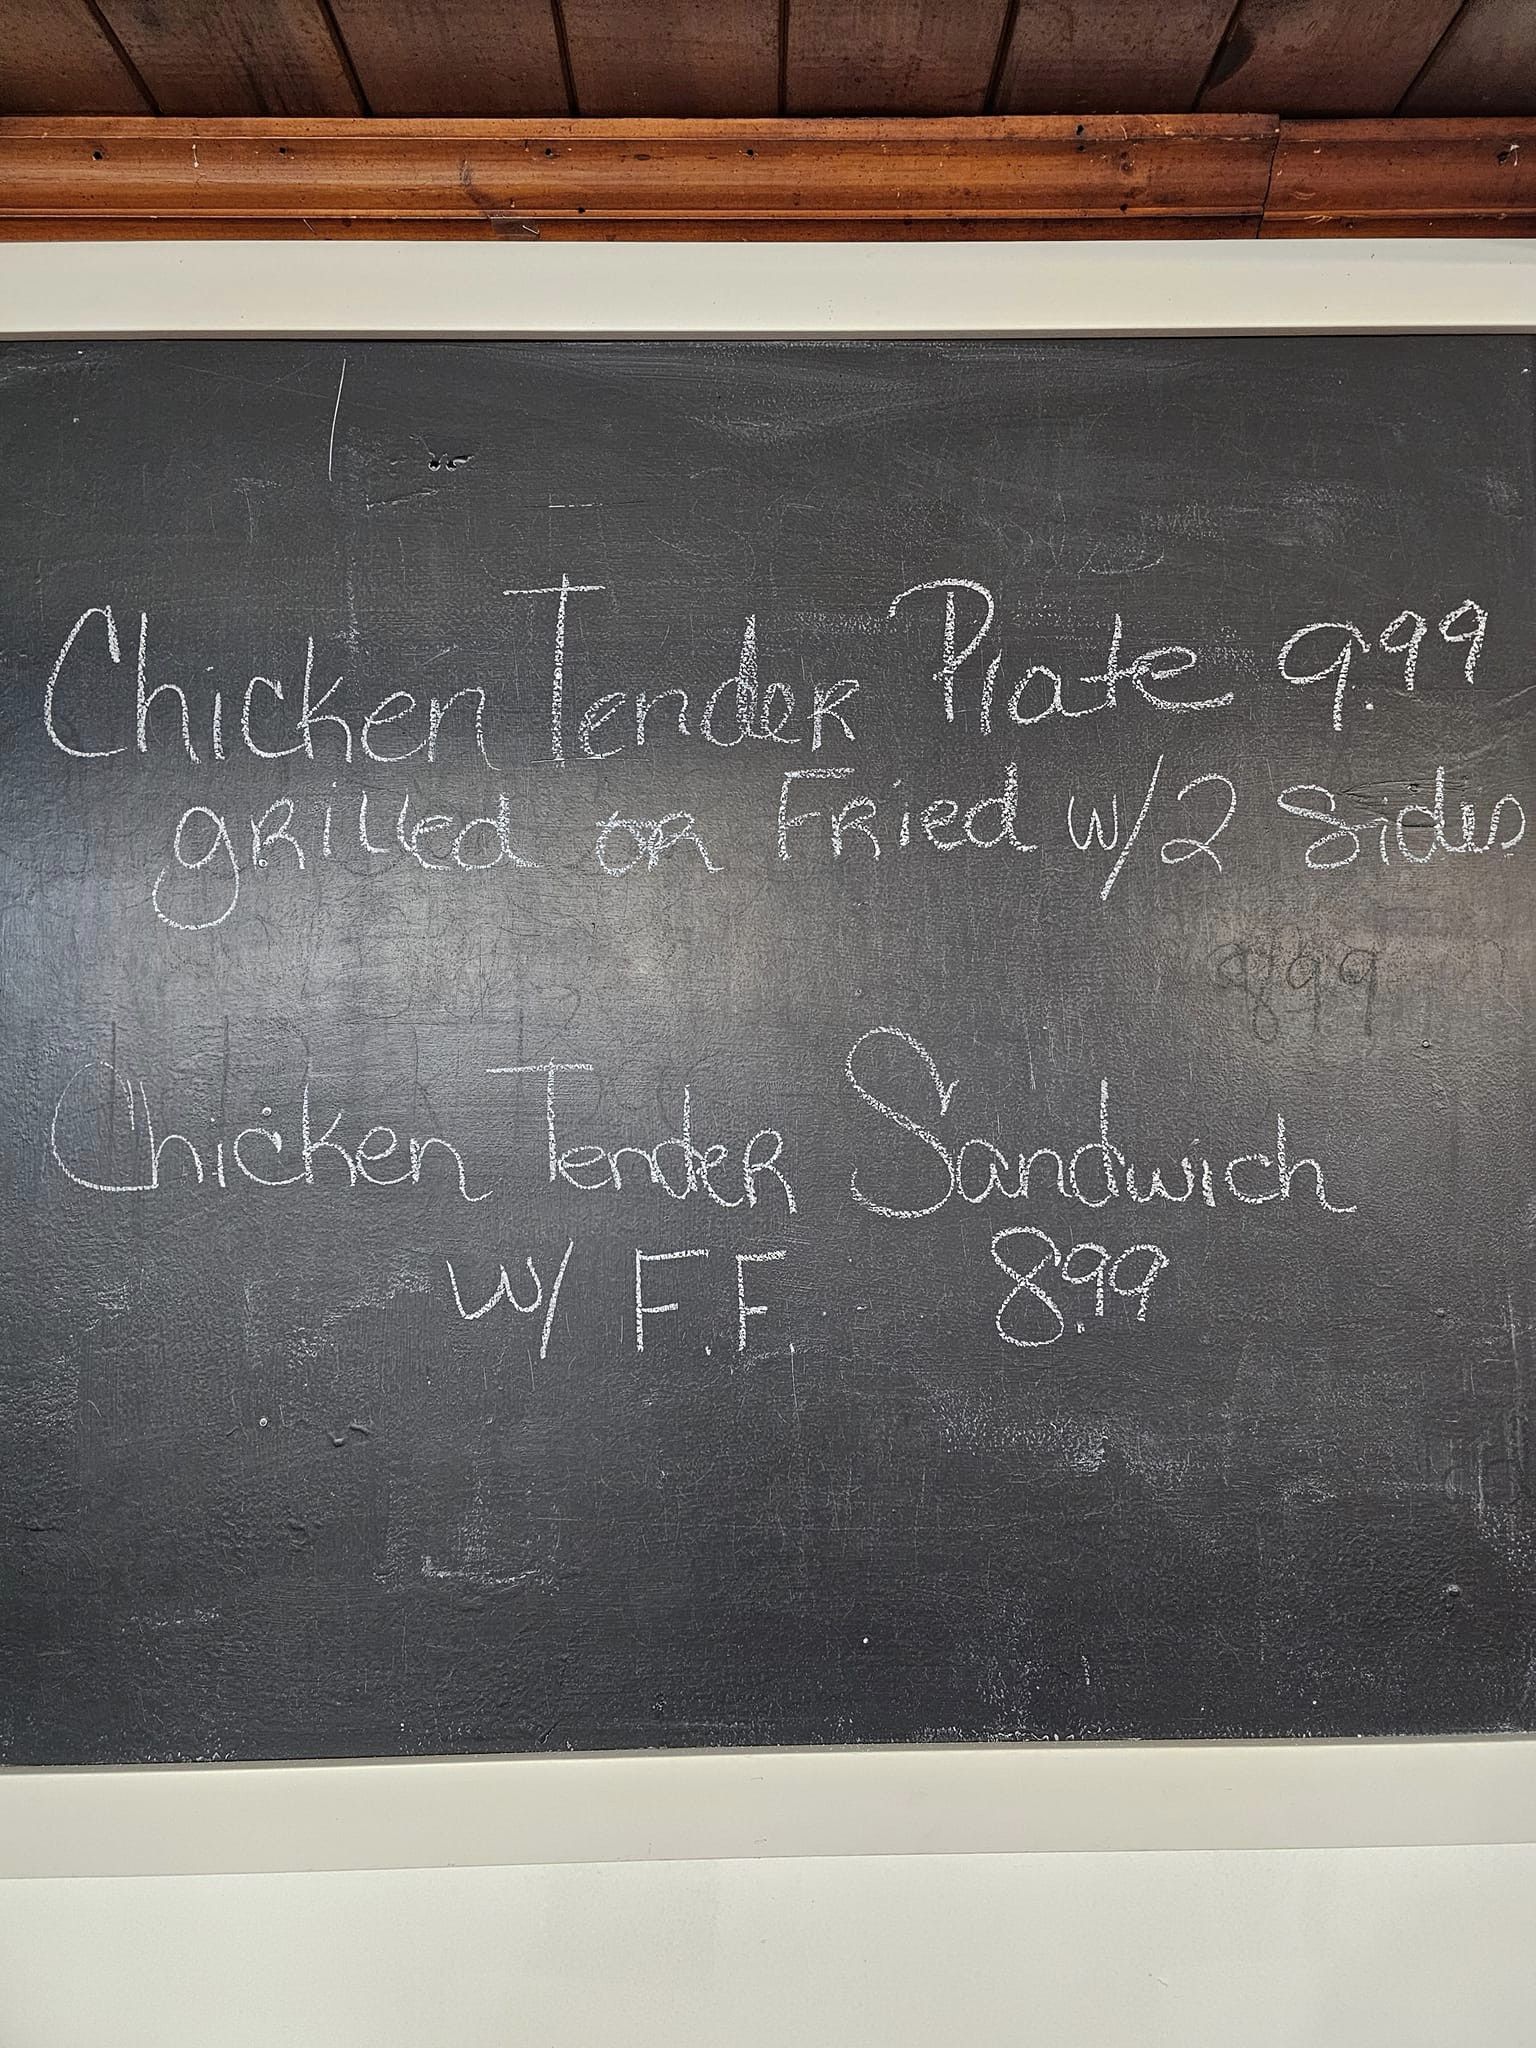 Chicken Tender Plate 9.99
grilled or Fried w/2 Sides
Chicken Tender Sandwich
w/ F.F. 8.99